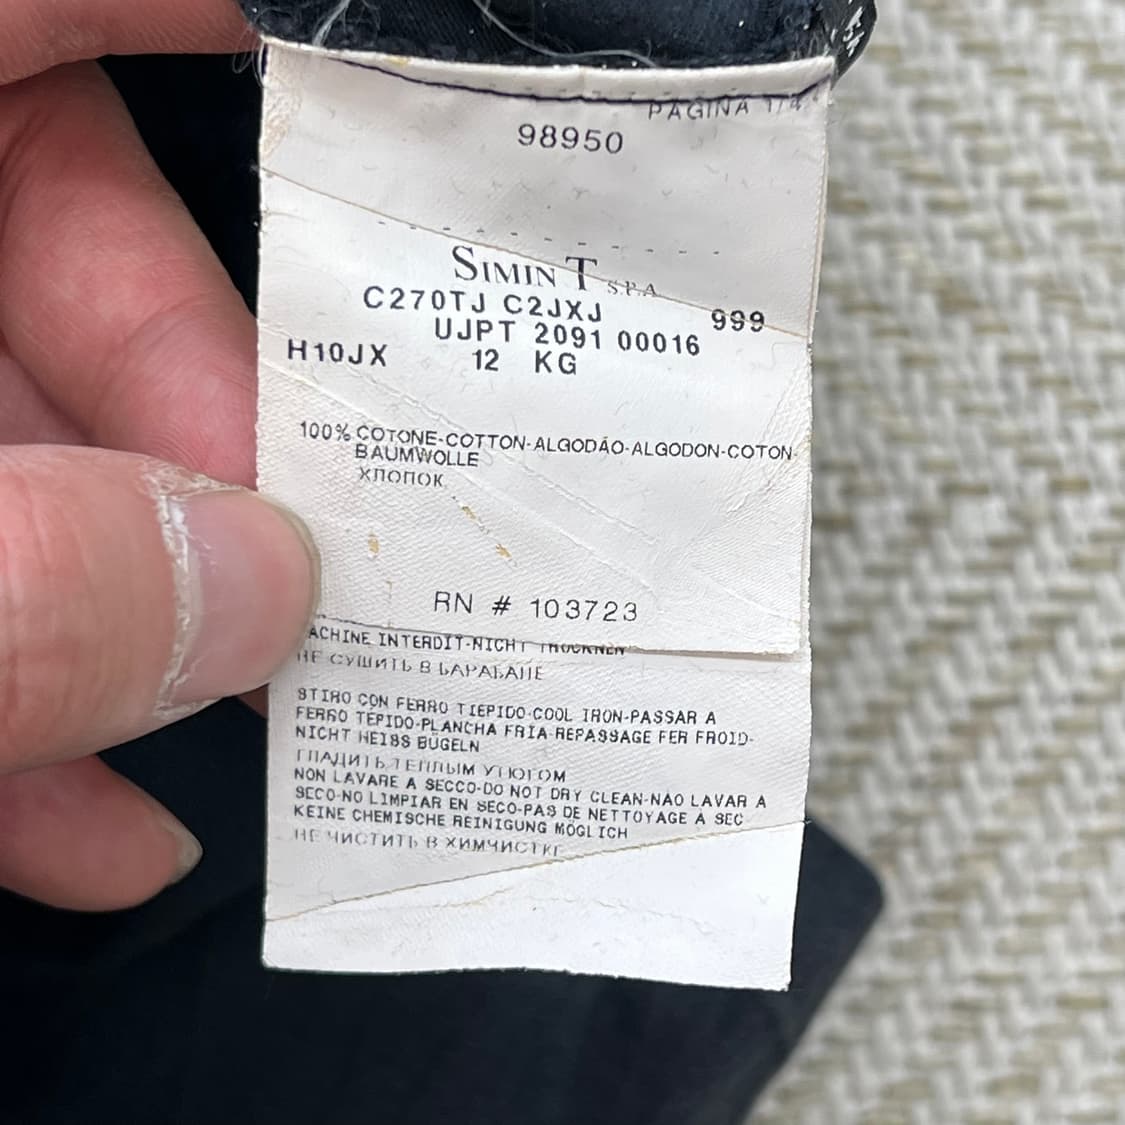 PAGINA 1/4
98950
SIMIN T S.P.A.
C270TJ C2JXJ 999
UJPT 2091 00016
H10JX 12 KG
100% COTONE-COTTON-ALGODÃO-ALGODON-COTON-
BAUMWOLLE
ХЛОПОК
RN # 103723
MACHINE INTERDIT-NICHT TROCKNEN
НЕ СУШИТЬ В БАРАБАНЕ
STIRO CON FERRO TIEPIDO-COOL IRON-PASSAR A
FERRO TEPIDO-PLANCHA FRIA-REPASSAGE FER FROID-
NICHT HEISS BUGELN
ГЛАДИТЬ ТЕПЛЫМ УТЮГОМ
NON LAVARE A SECCO-DO NOT DRY CLEAN-NAO LAVAR A
SECO-NO LIMPIAR EN SECO-PAS DE NETTOYAGE A SEC
KEINE CHEMISCHE REINIGUNG MÖGLICH
НЕ ЧИСТИТЬ В ХИМЧИСТКЕ